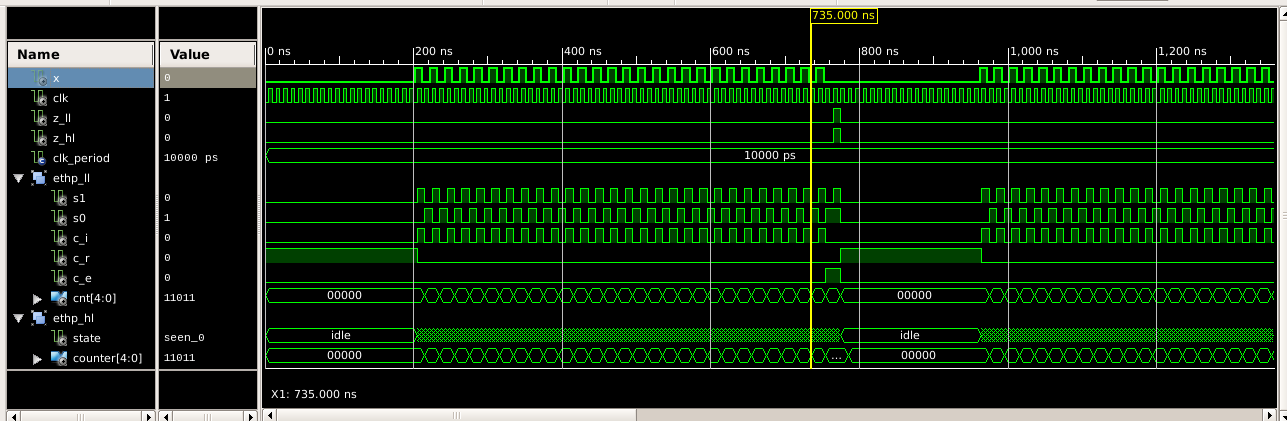 735.000 ns
Name Value
0 ns 200 ns 400 ns 600 ns 800 ns 1,000 ns 1,200 ns
x 0
clk 1
z_ll 0
z_hl 0
clk_period 10000 ps 10000 ps
ethp_ll
s1 0
s0 1
c_i 0
c_r 0
c_e 0
cnt[4:0] 11011 00000 00000
ethp_hl
state seen_0 idle idle
counter[4:0] 11011 00000 ... 00000
X1: 735.000 ns